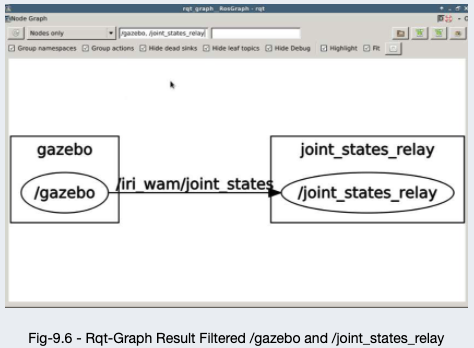 rqt_graph__RosGraph - rqt
Node Graph
Nodes only
/gazebo, /joint_states_relay
Group namespaces Group actions Hide dead sinks Hide leaf topics Hide Debug Highlight Fit
gazebo
joint_states_relay
/gazebo
/iri_wam/joint_states
/joint_states_relay
Fig-9.6 - Rqt-Graph Result Filtered /gazebo and /joint_states_relay